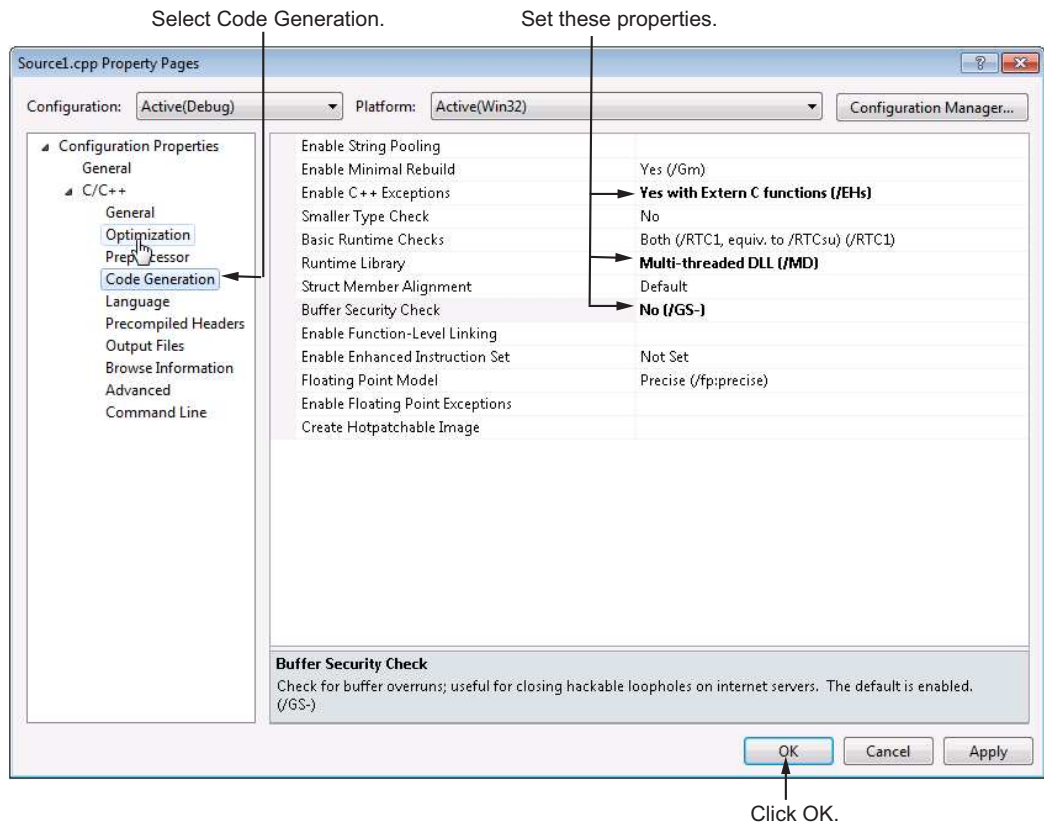 Select Code Generation.
Set these properties.
Source1.cpp Property Pages
Configuration: Active(Debug) Platform: Active(Win32) Configuration Manager...
Configuration Properties
General
C/C++
General
Optimization
Preprocessor
Code Generation
Language
Precompiled Headers
Output Files
Browse Information
Advanced
Command Line
Enable String Pooling
Enable Minimal Rebuild Yes (/Gm)
Enable C++ Exceptions Yes with Extern C functions (/EHs)
Smaller Type Check No
Basic Runtime Checks Both (/RTC1, equiv. to /RTCsu) (/RTC1)
Runtime Library Multi-threaded DLL (/MD)
Struct Member Alignment Default
Buffer Security Check No (/GS-)
Enable Function-Level Linking
Enable Enhanced Instruction Set Not Set
Floating Point Model Precise (/fp:precise)
Enable Floating Point Exceptions
Create Hotpatchable Image
Buffer Security Check
Check for buffer overruns; useful for closing hackable loopholes on internet servers. The default is enabled.
(/GS-)
OK Cancel Apply
Click OK.